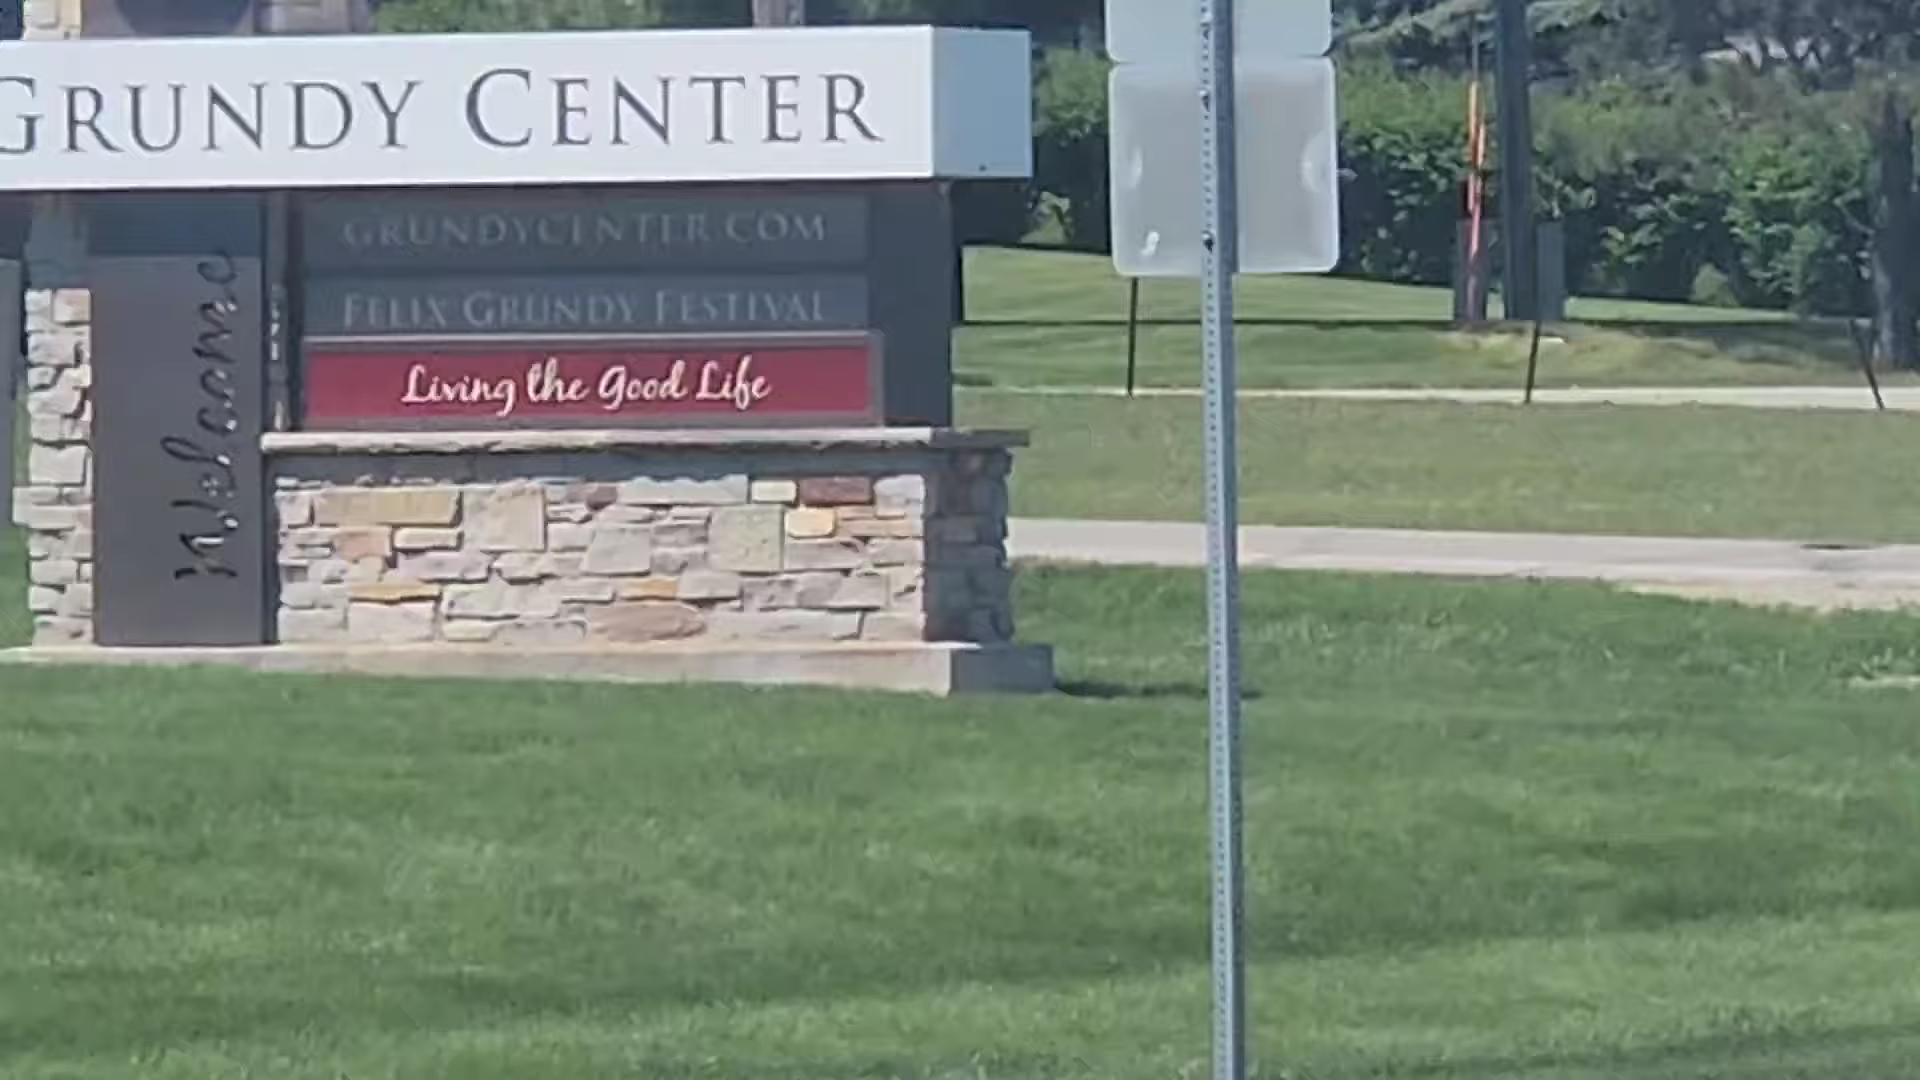 GRUNDY CENTER
GRUNDYCENTER.COM
FELIX GRUNDY FESTIVAL
Living the Good Life
Welcome